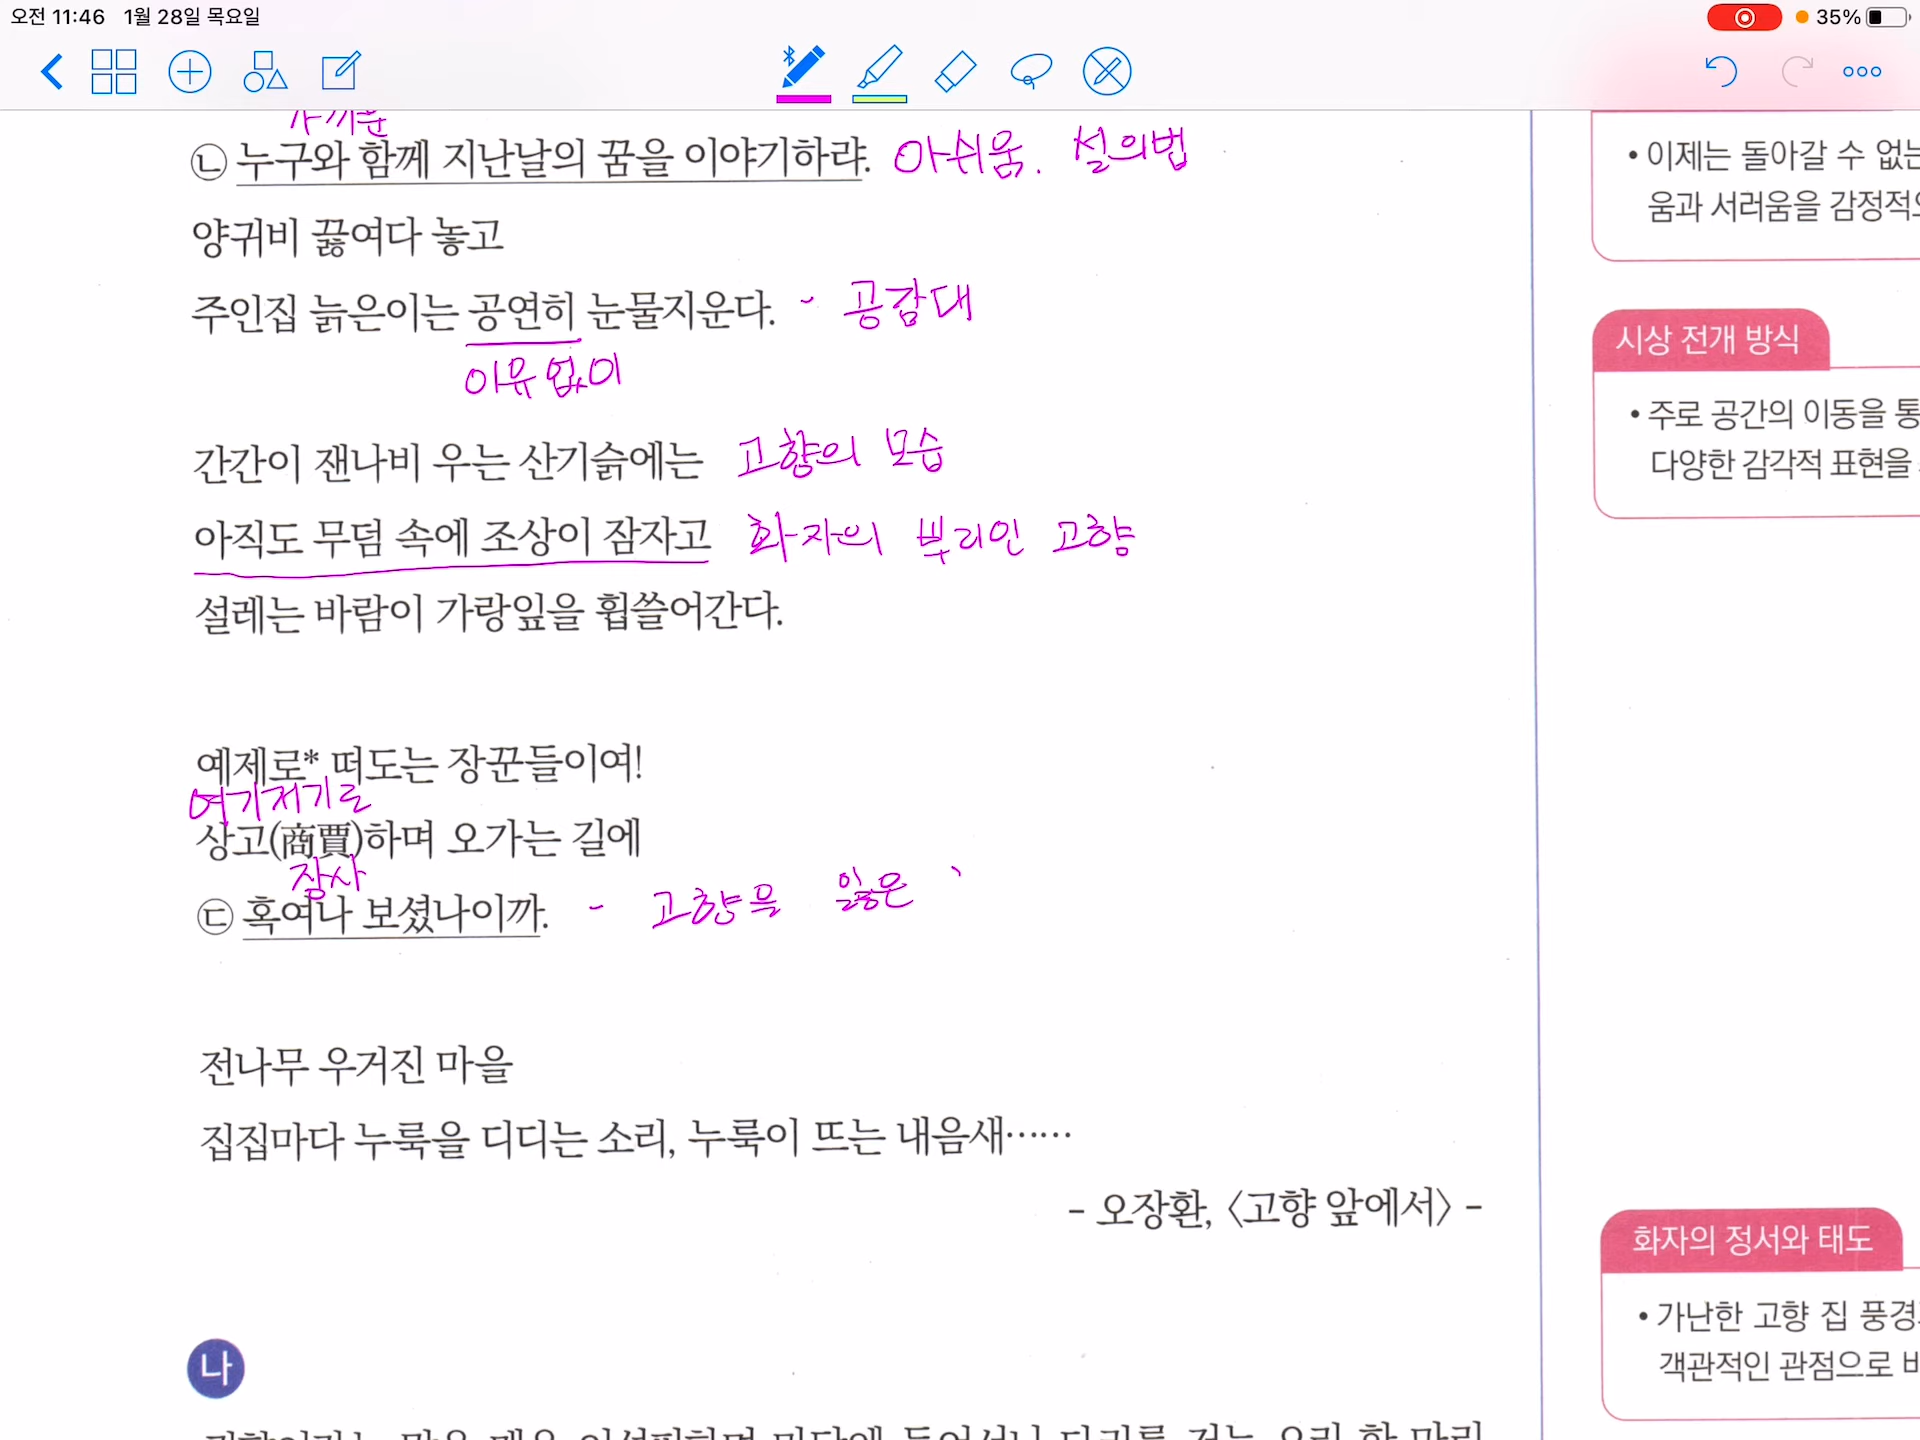 오전 11:46 1월 28일 목요일
35%
㉡ 누구와 함께 지난날의 꿈을 이야기하랴. 아쉬움. 설의법
양귀비 끓여다 놓고
주인집 늙은이는 공연히 눈물지운다. - 공감대
이유없이
간간이 잰나비 우는 산기슭에는 고향의 모습
아직도 무덤 속에 조상이 잠자고 화자의 뿌리인 고향
설레는 바람이 가랑잎을 휩쓸어간다.
예제로* 떠도는 장꾼들이여!
여기저기로
상고(商賈)하며 오가는 길에
장사
㉢ 혹여나 보셨나이까. - 고향을 잃은
전나무 우거진 마을
집집마다 누룩을 디디는 소리, 누룩이 뜨는 내음새……
- 오장환, 〈고향 앞에서〉 -
나
• 이제는 돌아갈 수 없는
움과 서러움을 감정적으
시상 전개 방식
• 주로 공간의 이동을 통
다양한 감각적 표현을
화자의 정서와 태도
• 가난한 고향 집 풍경
객관적인 관점으로